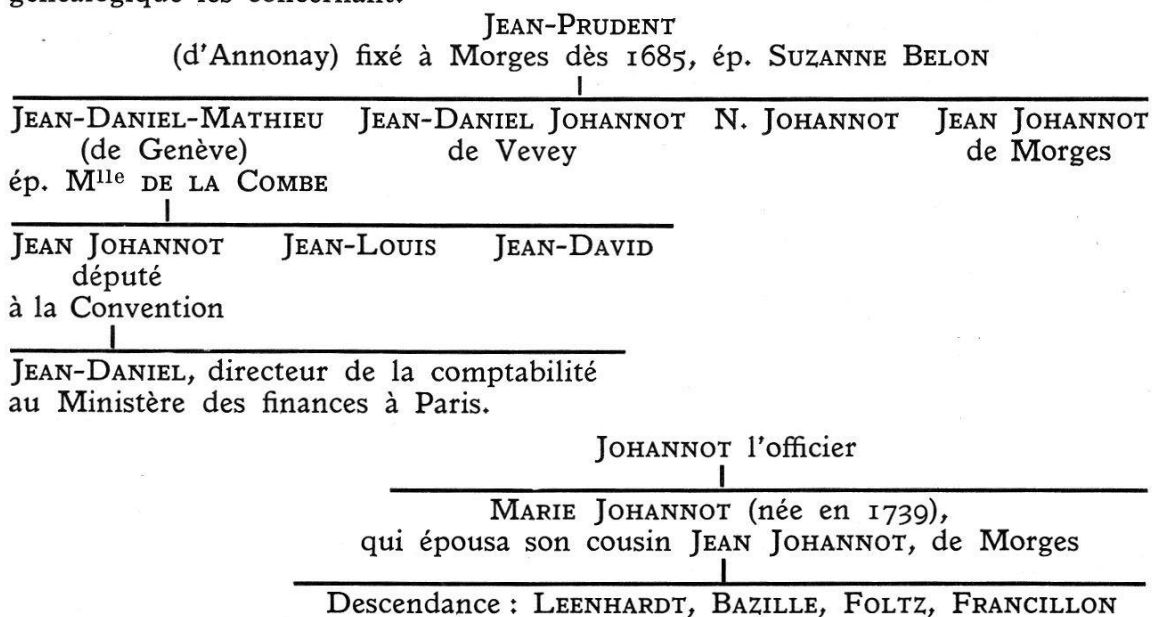 généalogique les concernant.
JEAN-PRUDENT
(d'Annonay) fixé à Morges dès 1685, ép. SUZANNE BELON
JEAN-DANIEL-MATHIEU JEAN-DANIEL JOHANNOT N. JOHANNOT JEAN JOHANNOT
(de Genève) de Vevey de Morges
ép. Mlle DE LA COMBE
JEAN JOHANNOT JEAN-LOUIS JEAN-DAVID
député
à la Convention
JEAN-DANIEL, directeur de la comptabilité
au Ministère des finances à Paris.
JOHANNOT l'officier
MARIE JOHANNOT (née en 1739),
qui épousa son cousin JEAN JOHANNOT, de Morges
Descendance : LEENHARDT, BAZILLE, FOLTZ, FRANCILLON